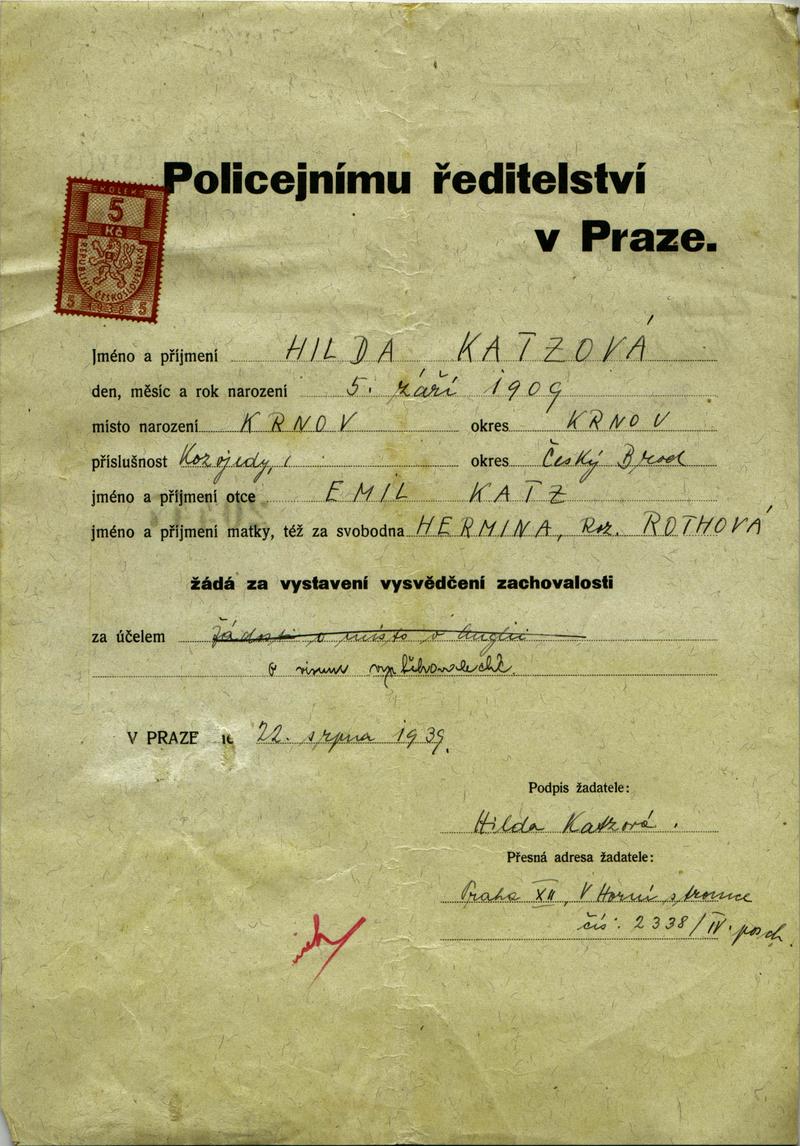 Policejnímu ředitelství
v Praze.
KOLEK
5
Kč
REPUBLIKA ČESKOSLOVENSKÁ
5 1938 5
Jméno a příjmení HILDA KATZOVÁ
den, měsíc a rok narození 5. září 1909
místo narození KRNOV okres KRNOV
příslušnost Kozojedy, okres Český Brod
jméno a příjmení otce EMIL KATZ
jméno a příjmení matky, též za svobodna HERMINA, Roz. ROTHOVÁ
žádá za vystavení vysvědčení zachovalosti
za účelem Žádosti o místo v Anglii
o visum
V PRAZE 22. srpna 1939.
Podpis žadatele:
Hilda Katzová.
Přesná adresa žadatele:
Praha XII, V Horní stromce
čís: 2338/IV. posch.